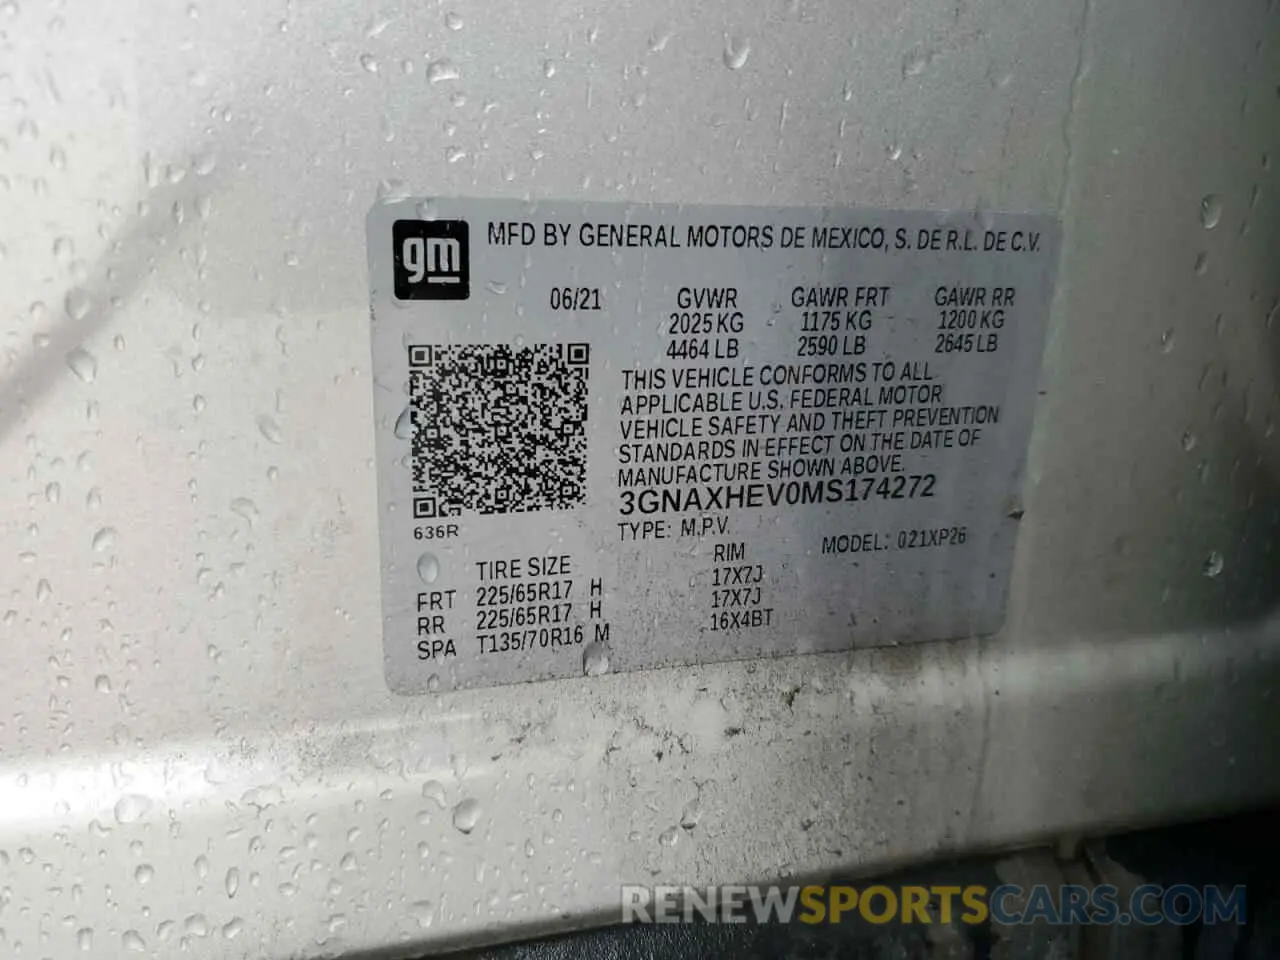 gm
MFD BY GENERAL MOTORS DE MEXICO, S. DE R.L. DE C.V.
06/21 GVWR GAWR FRT GAWR RR
2025 KG 1175 KG 1200 KG
4464 LB 2590 LB 2645 LB
THIS VEHICLE CONFORMS TO ALL
APPLICABLE U.S. FEDERAL MOTOR
VEHICLE SAFETY AND THEFT PREVENTION
STANDARDS IN EFFECT ON THE DATE OF
MANUFACTURE SHOWN ABOVE.
3GNAXHEV0MS174272
636R
TYPE: M.P.V. MODEL: 021XP26
TIRE SIZE RIM
FRT 225/65R17 H 17X7J
RR 225/65R17 H 17X7J
SPA T135/70R16 M 16X4BT
RENEWSPORTSCARS.COM